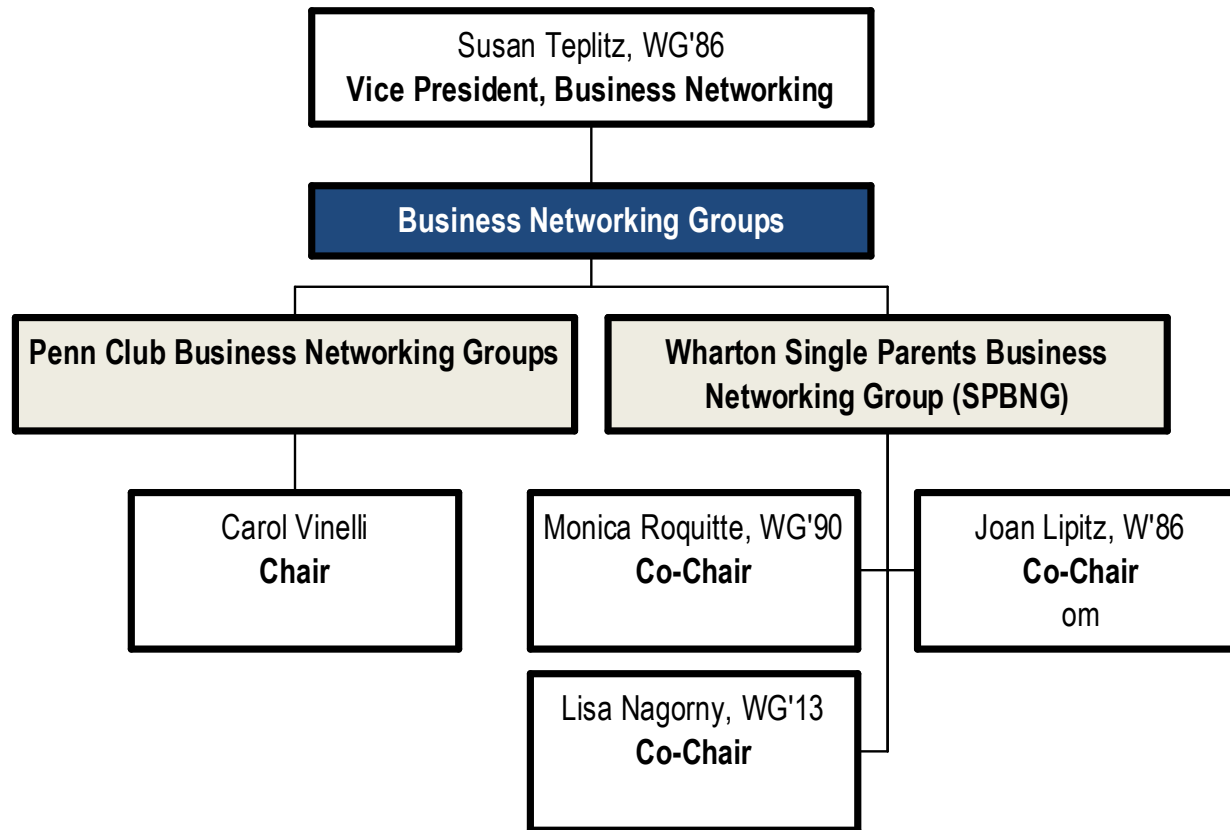 Susan Teplitz, WG'86
Vice President, Business Networking
Business Networking Groups
Penn Club Business Networking Groups
Wharton Single Parents Business
Networking Group (SPBNG)
Carol Vinelli
Chair
Monica Roquitte, WG'90
Co-Chair
Joan Lipitz, W'86
Co-Chair
om
Lisa Nagorny, WG'13
Co-Chair